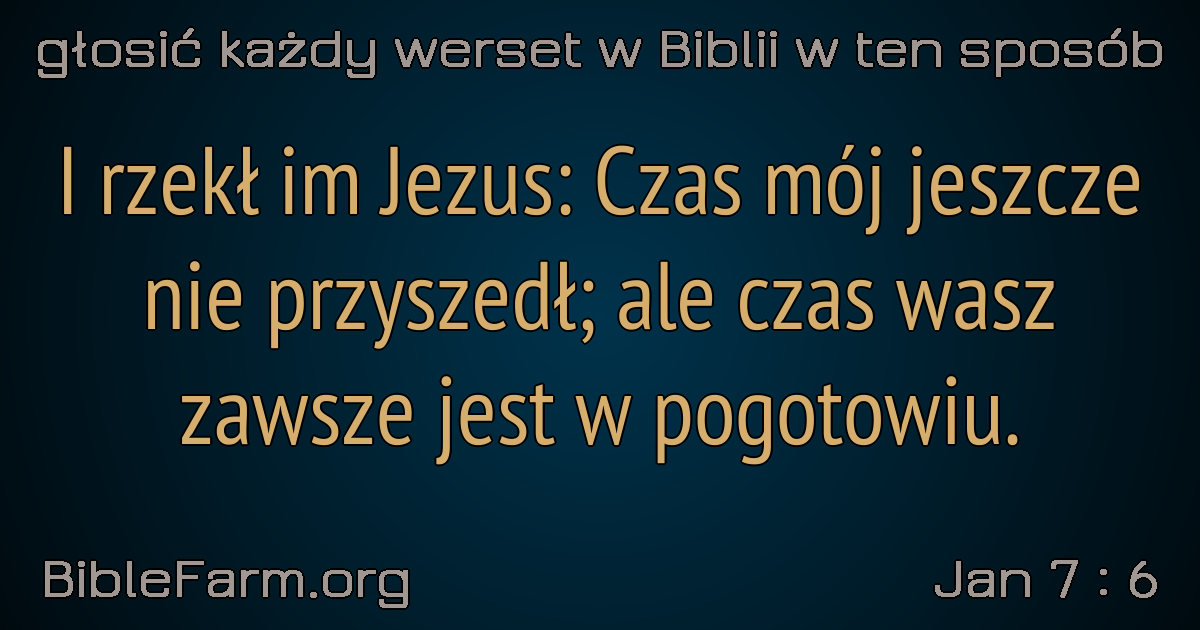 głosić każdy werset w Biblii w ten sposób
I rzekł im Jezus: Czas mój jeszcze
nie przyszedł; ale czas wasz
zawsze jest w pogotowiu.
BibleFarm.org
Jan 7 : 6